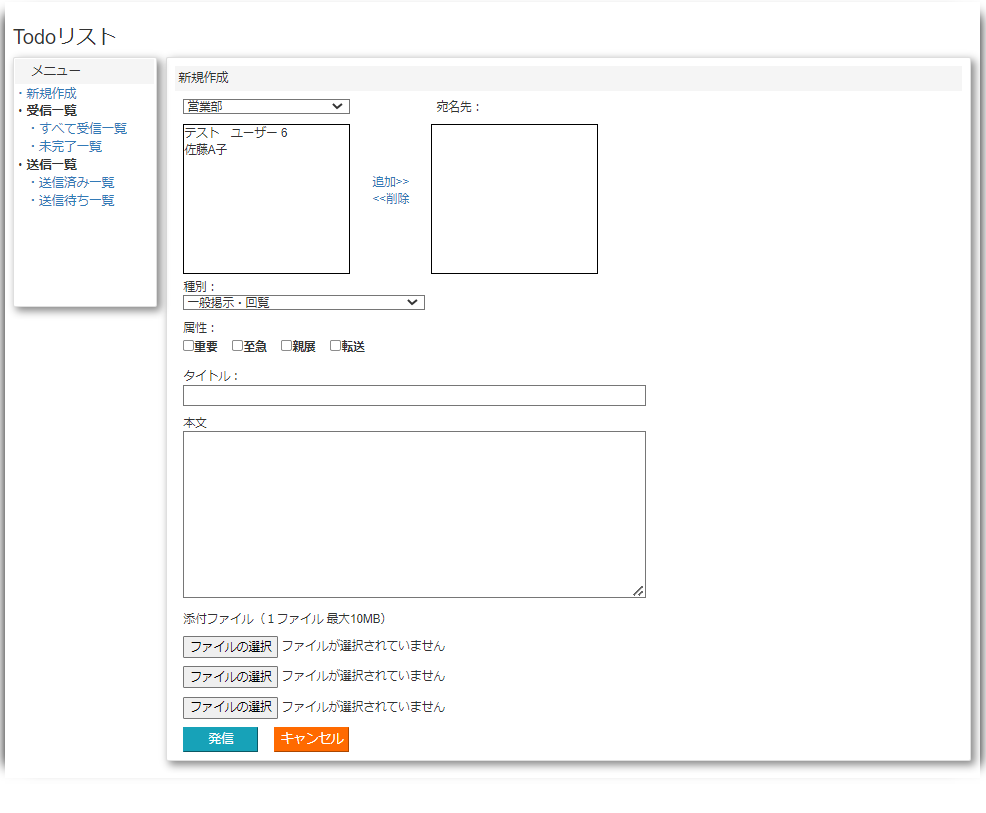 Todoリスト
メニュー
・新規作成
・受信一覧
・すべて受信一覧
・未完了一覧
・送信一覧
・送信済み一覧
・送信待ち一覧
新規作成
営業部
宛名先：
テスト　ユーザー 6
佐藤A子
追加>>
<<削除
種別：
一般掲示・回覧
属性：
重要 至急 親展 転送
タイトル：
本文
添付ファイル（１ファイル 最大10MB）
ファイルの選択 ファイルが選択されていません
ファイルの選択 ファイルが選択されていません
ファイルの選択 ファイルが選択されていません
発信 キャンセル